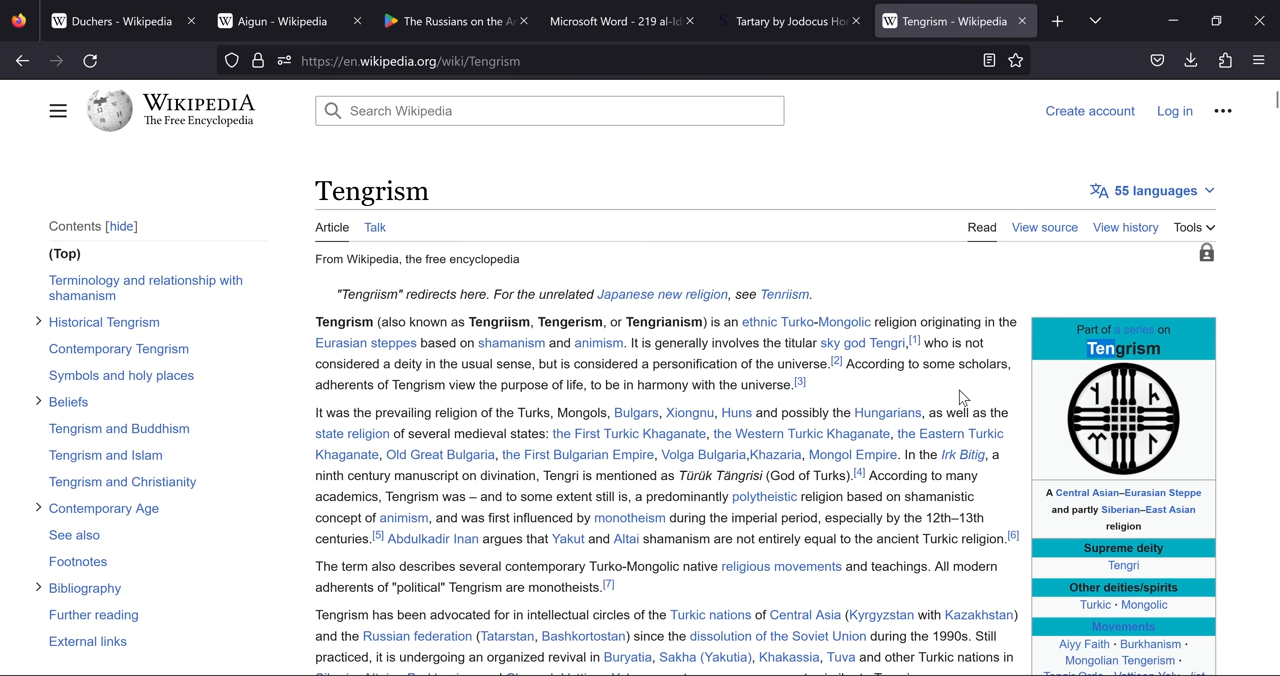 Duchers - Wikipedia
Aigun - Wikipedia
The Russians on the A
Microsoft Word - 219 al-Id
Tartary by Jodocus Ho
Tengrism - Wikipedia
https://en.wikipedia.org/wiki/Tengrism
WIKIPEDIA
The Free Encyclopedia
Search Wikipedia
Create account
Log in
Tengrism
55 languages
Contents [hide]
(Top)
Terminology and relationship with
shamanism
Historical Tengrism
Contemporary Tengrism
Symbols and holy places
Beliefs
Tengrism and Buddhism
Tengrism and Islam
Tengrism and Christianity
Contemporary Age
See also
Footnotes
Bibliography
Further reading
External links
Article Talk
Read View source View history Tools
From Wikipedia, the free encyclopedia
"Tengriism" redirects here. For the unrelated Japanese new religion, see Tenriism.
Tengrism (also known as Tengriism, Tengerism, or Tengrianism) is an ethnic Turko-Mongolic religion originating in the
Eurasian steppes based on shamanism and animism. It is generally involves the titular sky god Tengri,[1] who is not
considered a deity in the usual sense, but is considered a personification of the universe.[2] According to some scholars,
adherents of Tengrism view the purpose of life, to be in harmony with the universe.[3]
It was the prevailing religion of the Turks, Mongols, Bulgars, Xiongnu, Huns and possibly the Hungarians, as well as the
state religion of several medieval states: the First Turkic Khaganate, the Western Turkic Khaganate, the Eastern Turkic
Khaganate, Old Great Bulgaria, the First Bulgarian Empire, Volga Bulgaria,Khazaria, Mongol Empire. In the Irk Bitig, a
ninth century manuscript on divination, Tengri is mentioned as Türük Tängrisi (God of Turks).[4] According to many
academics, Tengrism was – and to some extent still is, a predominantly polytheistic religion based on shamanistic
concept of animism, and was first influenced by monotheism during the imperial period, especially by the 12th–13th
centuries.[5] Abdulkadir Inan argues that Yakut and Altai shamanism are not entirely equal to the ancient Turkic religion.[6]
The term also describes several contemporary Turko-Mongolic native religious movements and teachings. All modern
adherents of "political" Tengrism are monotheists.[7]
Tengrism has been advocated for in intellectual circles of the Turkic nations of Central Asia (Kyrgyzstan with Kazakhstan)
and the Russian federation (Tatarstan, Bashkortostan) since the dissolution of the Soviet Union during the 1990s. Still
practiced, it is undergoing an organized revival in Buryatia, Sakha (Yakutia), Khakassia, Tuva and other Turkic nations in
Part of a series on
Tengrism
A Central Asian–Eurasian Steppe
and partly Siberian–East Asian
religion
Supreme deity
Tengri
Other deities/spirits
Turkic · Mongolic
Movements
Aiyy Faith · Burkhanism ·
Mongolian Tengerism ·